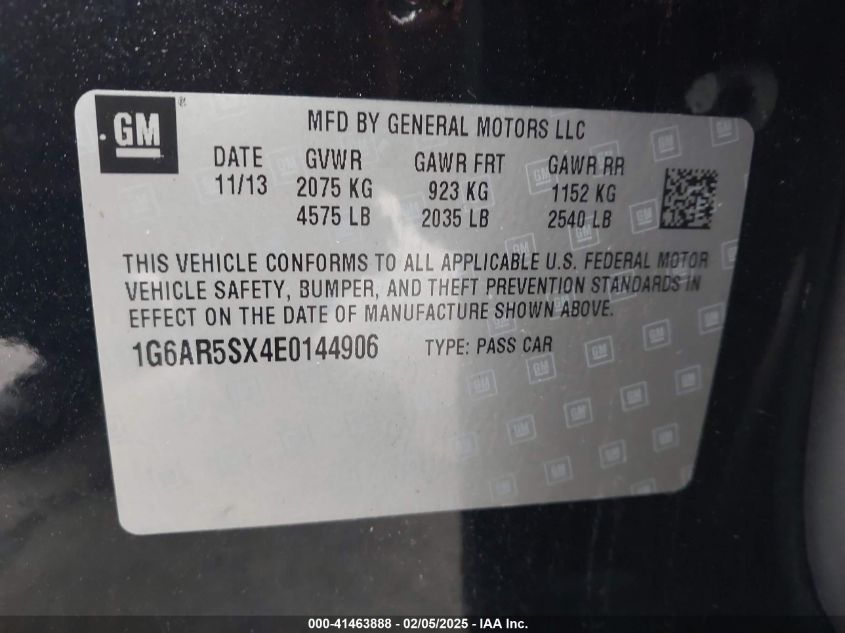 GM®
MFD BY GENERAL MOTORS LLC
DATE GVWR GAWR FRT GAWR RR
11/13 2075 KG 923 KG 1152 KG
4575 LB 2035 LB 2540 LB
THIS VEHICLE CONFORMS TO ALL APPLICABLE U.S. FEDERAL MOTOR
VEHICLE SAFETY, BUMPER, AND THEFT PREVENTION STANDARDS IN
EFFECT ON THE DATE OF MANUFACTURE SHOWN ABOVE.
1G6AR5SX4E0144906 TYPE: PASS CAR
000-41463888 - 02/05/2025 - IAA Inc.